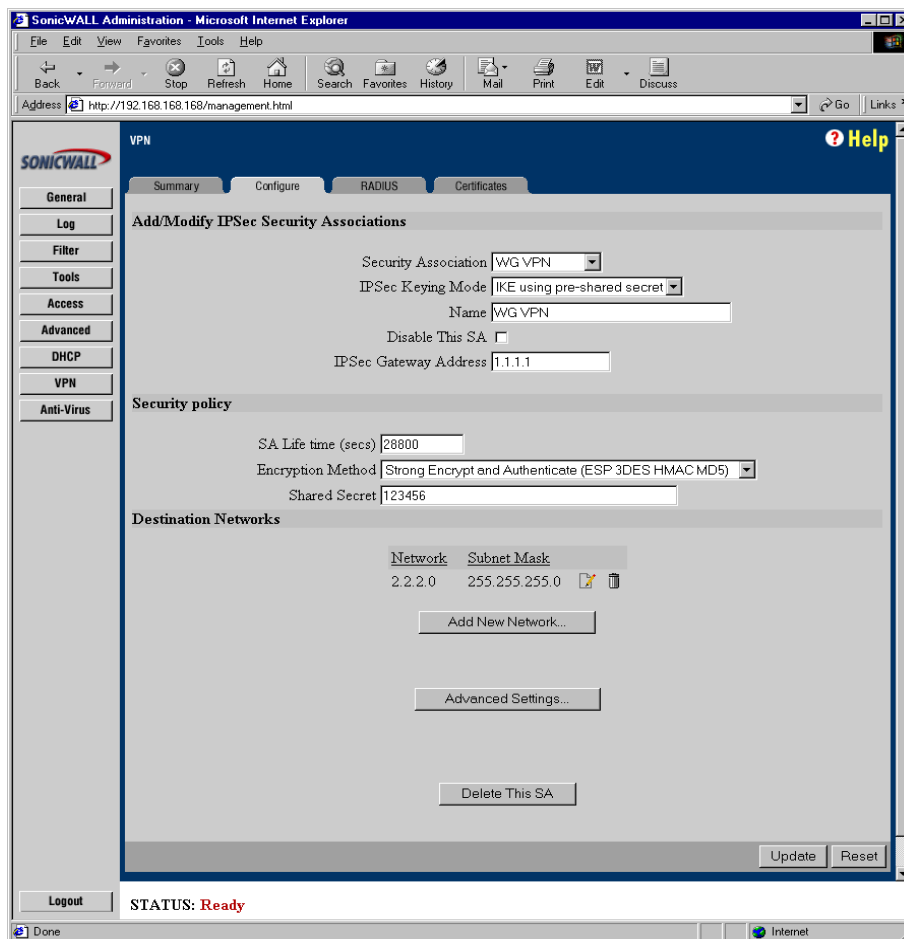 SonicWALL Administration - Microsoft Internet Explorer
File Edit View Favorites Tools Help
Back Forward Stop Refresh Home Search Favorites History Mail Print Edit Discuss
Address http://192.168.168.168/management.html Go Links
SONICWALL
VPN
? Help
Summary Configure RADIUS Certificates
General
Log
Filter
Tools
Access
Advanced
DHCP
VPN
Anti-Virus
Add/Modify IPSec Security Associations
Security Association WG VPN
IPSec Keying Mode IKE using pre-shared secret
Name WG VPN
Disable This SA
IPSec Gateway Address 1.1.1.1
Security policy
SA Life time (secs) 28800
Encryption Method Strong Encrypt and Authenticate (ESP 3DES HMAC MD5)
Shared Secret 123456
Destination Networks
Network Subnet Mask
2.2.2.0 255.255.255.0
Add New Network...
Advanced Settings...
Delete This SA
Update Reset
Logout
STATUS: Ready
Done Internet